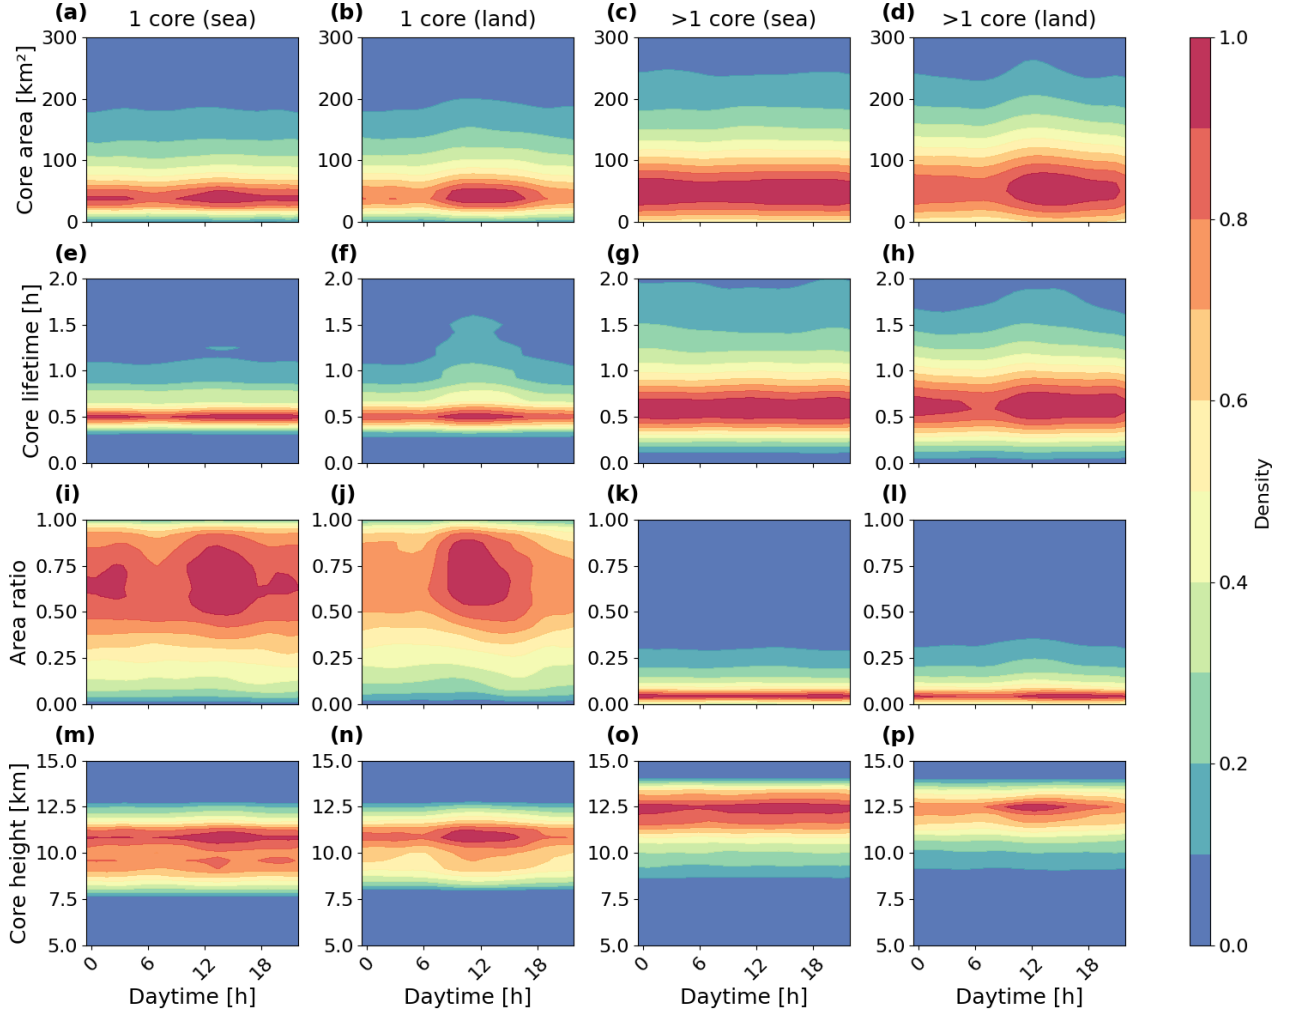 (a) 1 core (sea) (b) 1 core (land) (c) >1 core (sea) (d) >1 core (land)
Core area [km²]
300 200 100 0
300 200 100 0
300 200 100 0
300 200 100 0
(e) (f) (g) (h)
Core lifetime [h]
2.0 1.5 1.0 0.5 0.0
2.0 1.5 1.0 0.5 0.0
2.0 1.5 1.0 0.5 0.0
2.0 1.5 1.0 0.5 0.0
(i) (j) (k) (l)
Area ratio
1.00 0.75 0.50 0.25 0.00
1.00 0.75 0.50 0.25 0.00
1.00 0.75 0.50 0.25 0.00
1.00 0.75 0.50 0.25 0.00
(m) (n) (o) (p)
Core height [km]
15.0 12.5 10.0 7.5 5.0
15.0 12.5 10.0 7.5 5.0
15.0 12.5 10.0 7.5 5.0
15.0 12.5 10.0 7.5 5.0
0 6 12 18 0 6 12 18 0 6 12 18 0 6 12 18
Daytime [h] Daytime [h] Daytime [h] Daytime [h]
1.0
0.8
0.6
0.4
0.2
0.0
Density